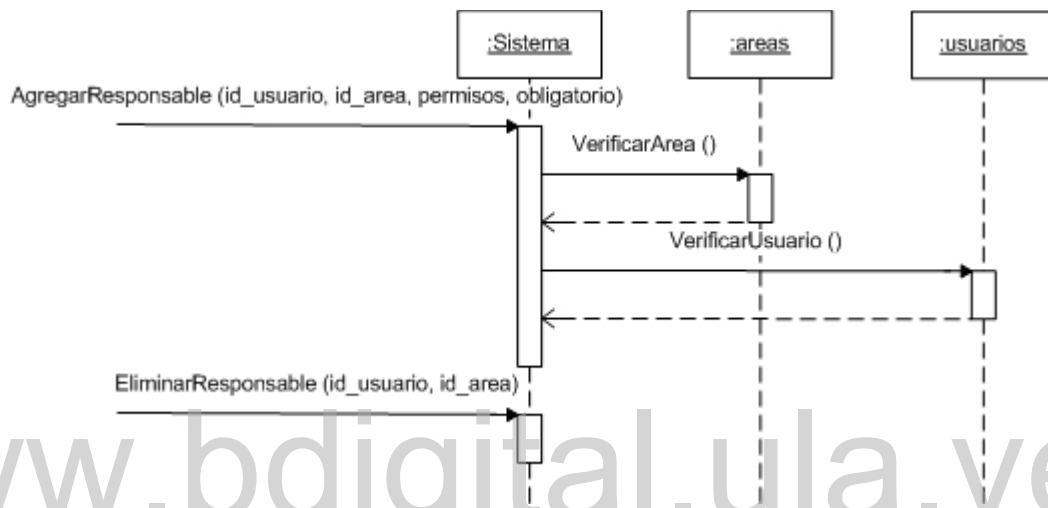 :Sistema
:areas
:usuarios
AgregarResponsable (id_usuario, id_area, permisos, obligatorio)
VerificarArea ()
VerificarUsuario ()
EliminarResponsable (id_usuario, id_area)
www.bdigital.ula.ve